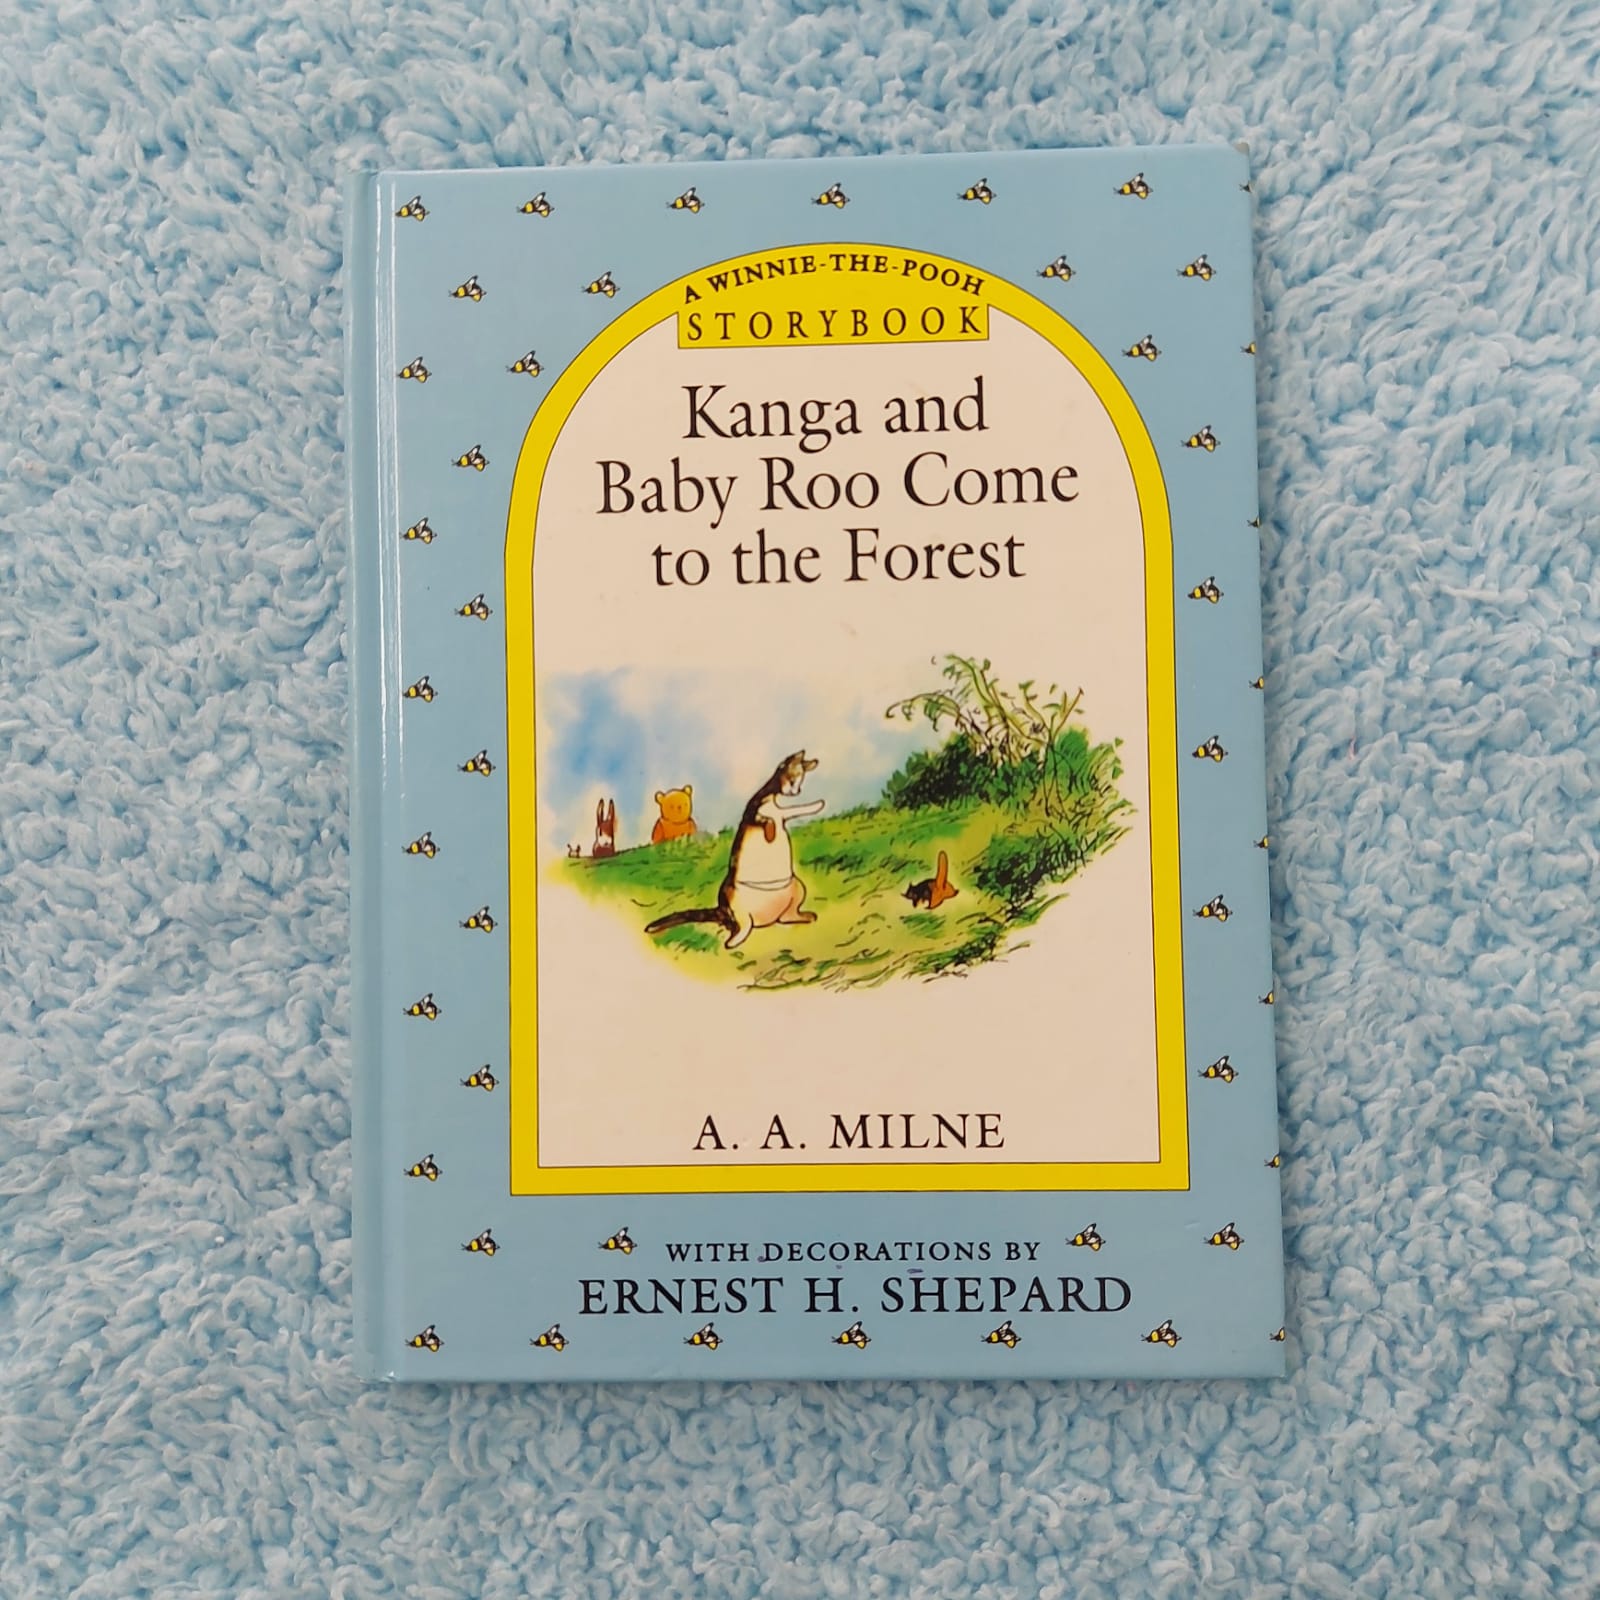 A WINNIE-THE-POOH
STORYBOOK
Kanga and
Baby Roo Come
to the Forest
A. A. MILNE
WITH DECORATIONS BY
ERNEST H. SHEPARD